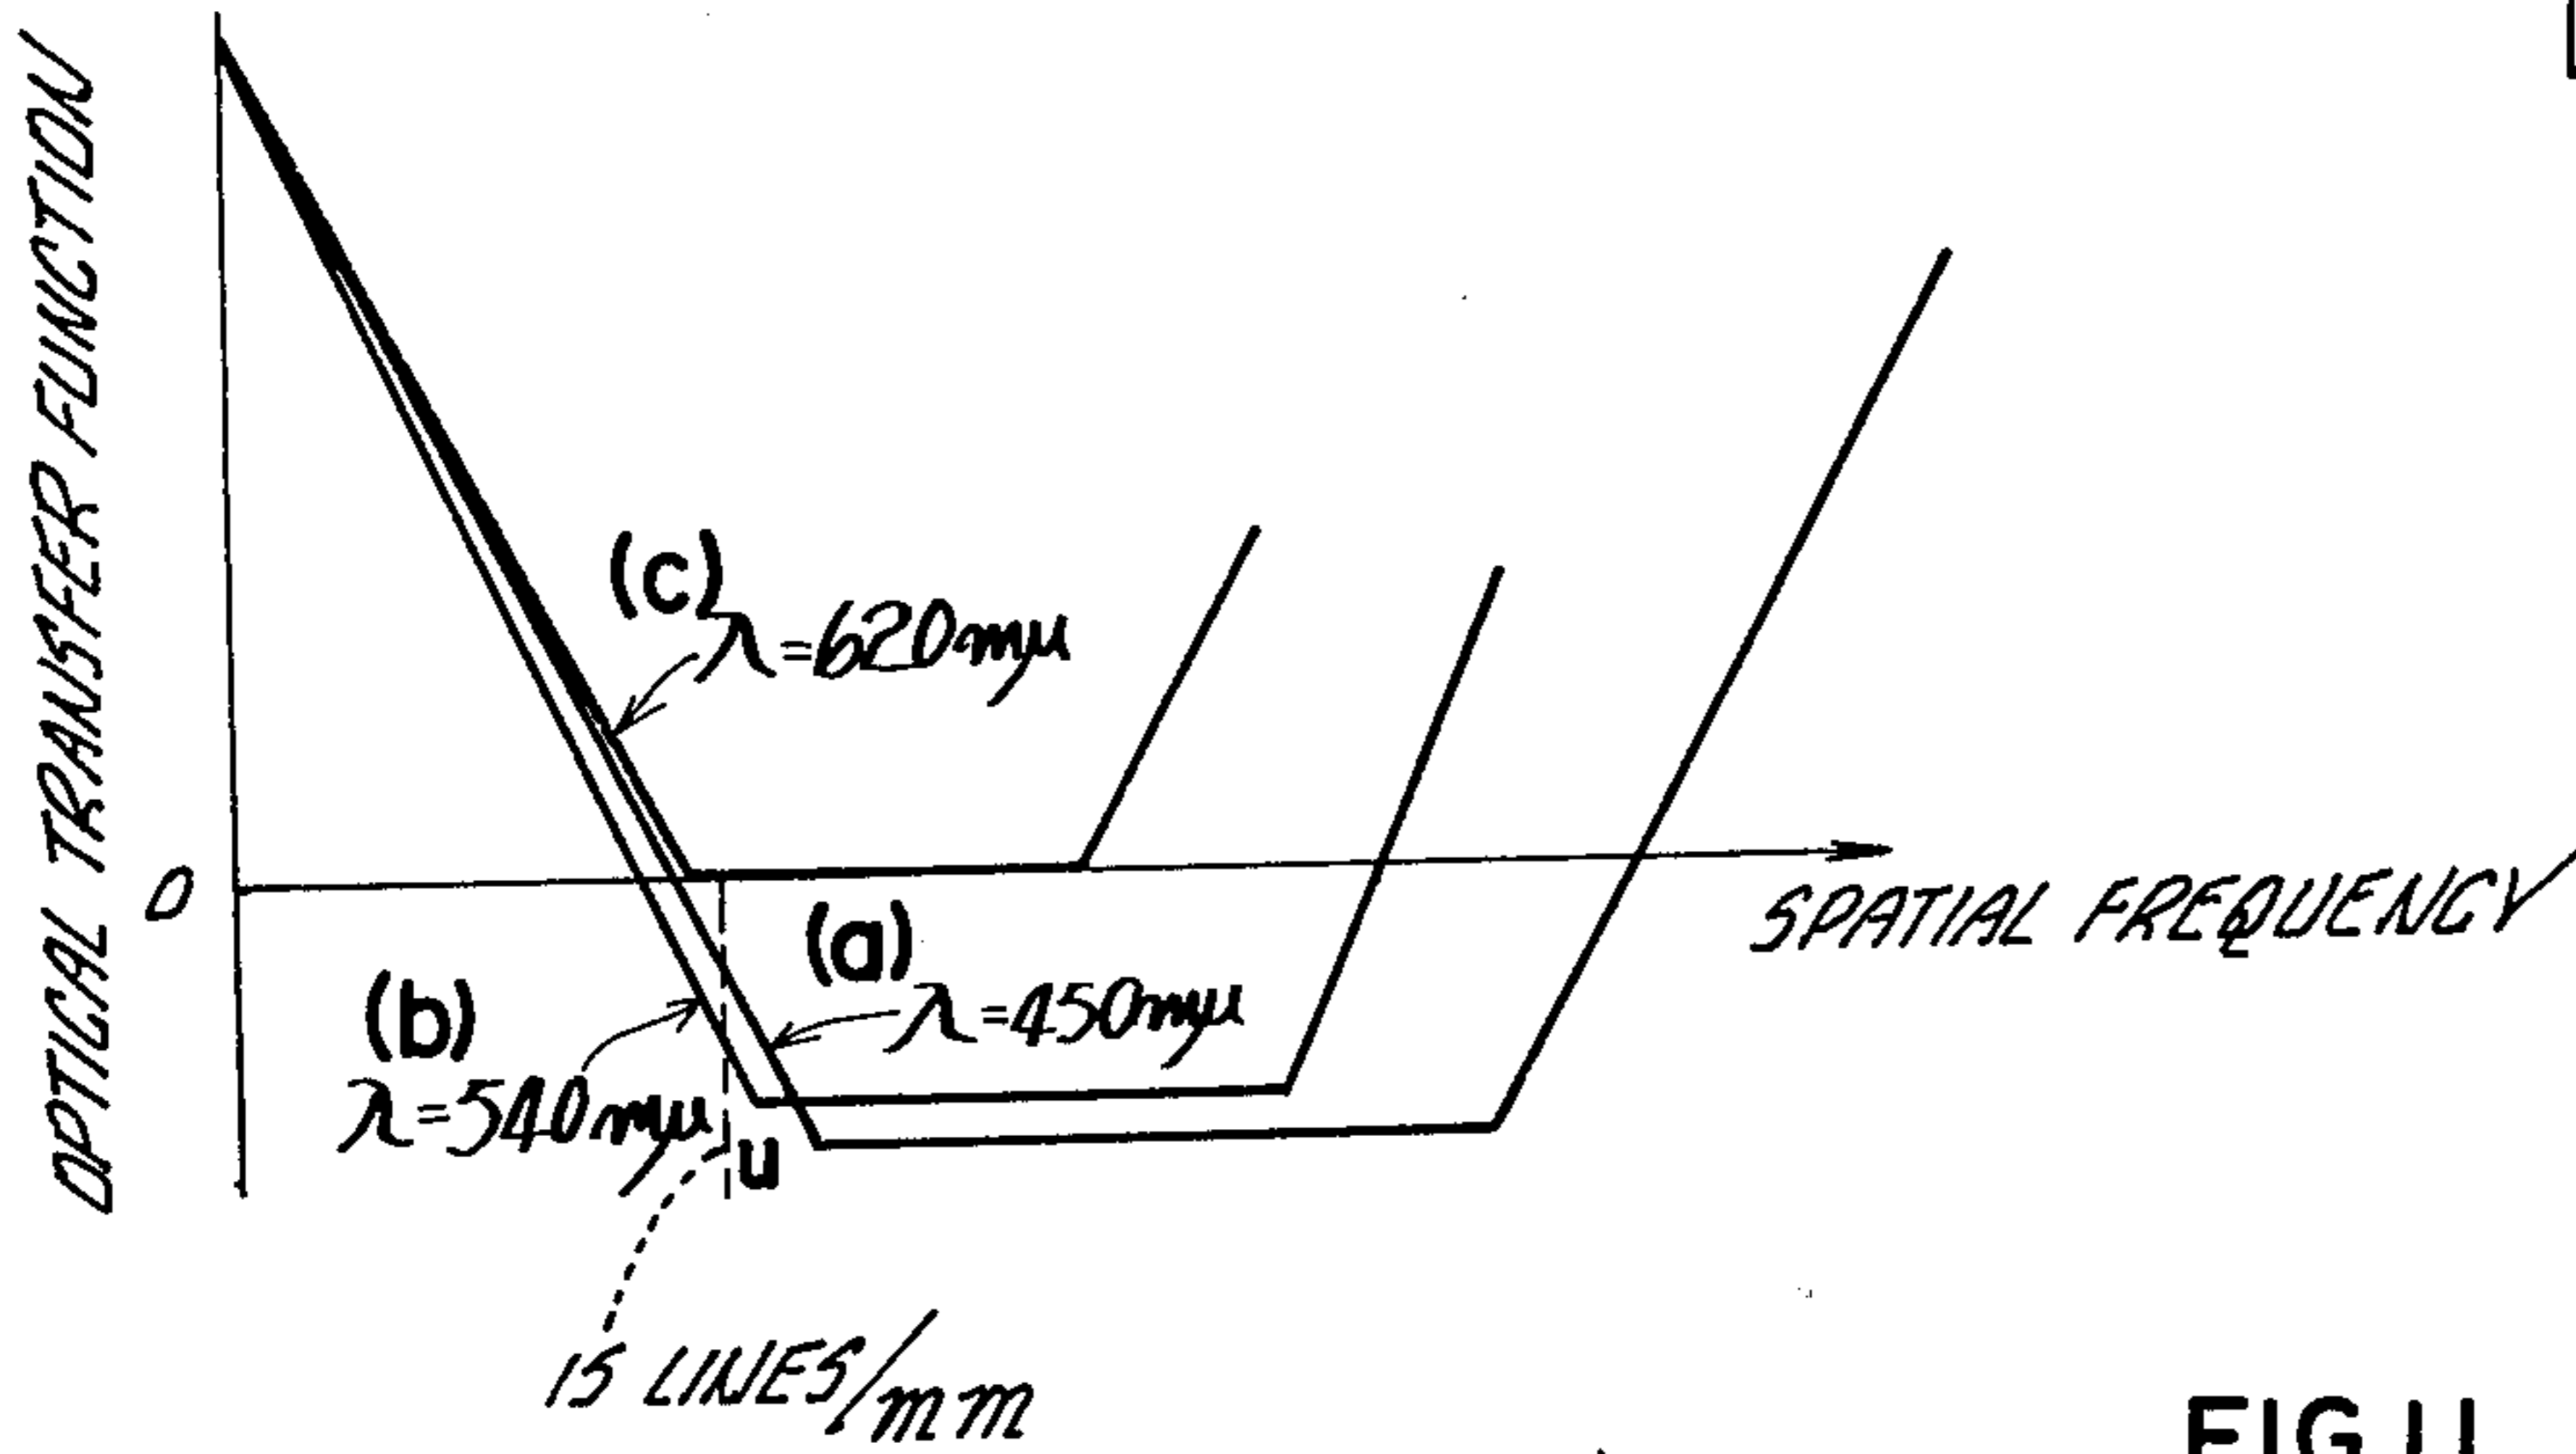 OPTICAL TRANSFER FUNCTION
(c)
λ=620mμ
0
SPATIAL FREQUENCY
(a)
λ=450mμ
(b)
λ=540mμ
u
15 LINES/mm
FIG.11